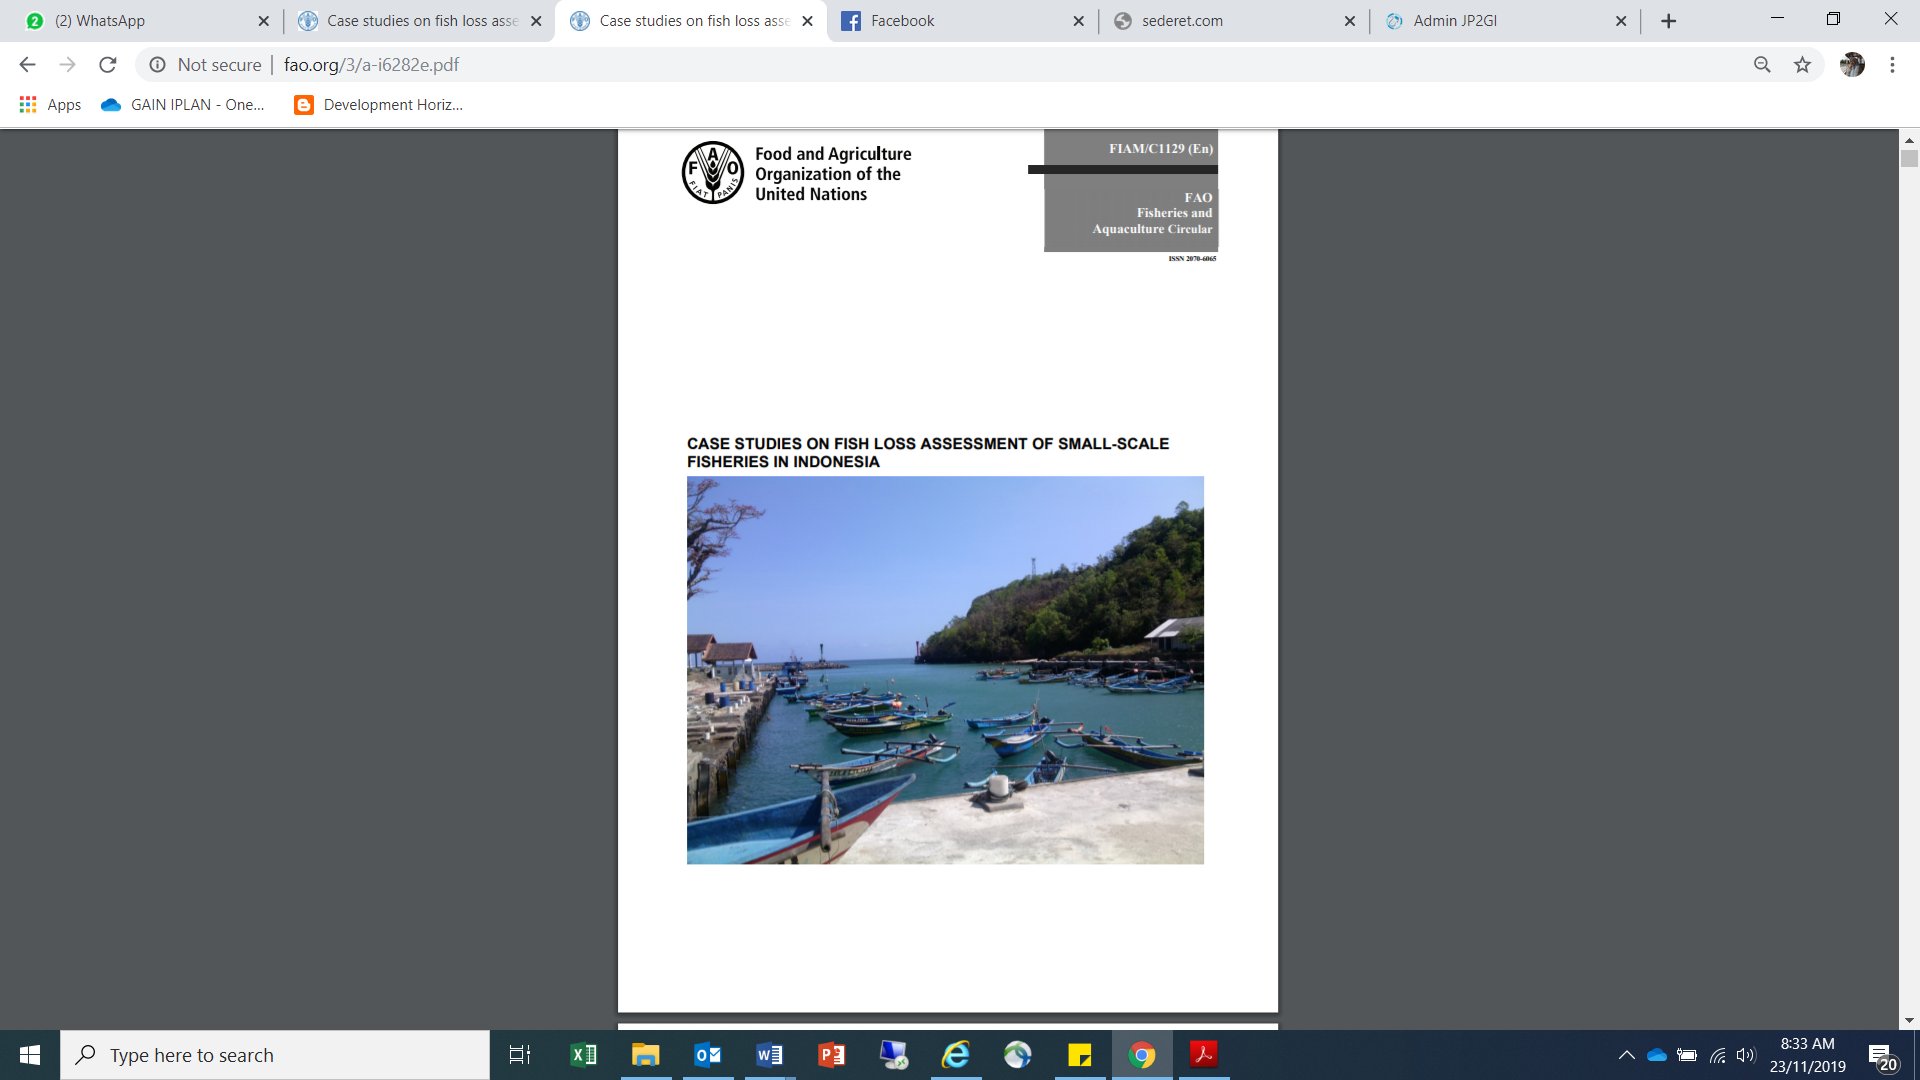 (2) WhatsApp
Case studies on fish loss asse
Case studies on fish loss asse
Facebook
sederet.com
Admin JP2GI
Not secure
fao.org/3/a-i6282e.pdf
Apps
GAIN IPLAN - One...
Development Horiz...
FAO
FIAT PANIS
Food and Agriculture
Organization of the
United Nations
FIAM/C1129 (En)
FAO
Fisheries and
Aquaculture Circular
ISSN 2070-6065
CASE STUDIES ON FISH LOSS ASSESSMENT OF SMALL-SCALE
FISHERIES IN INDONESIA
Type here to search
8:33 AM
23/11/2019
20